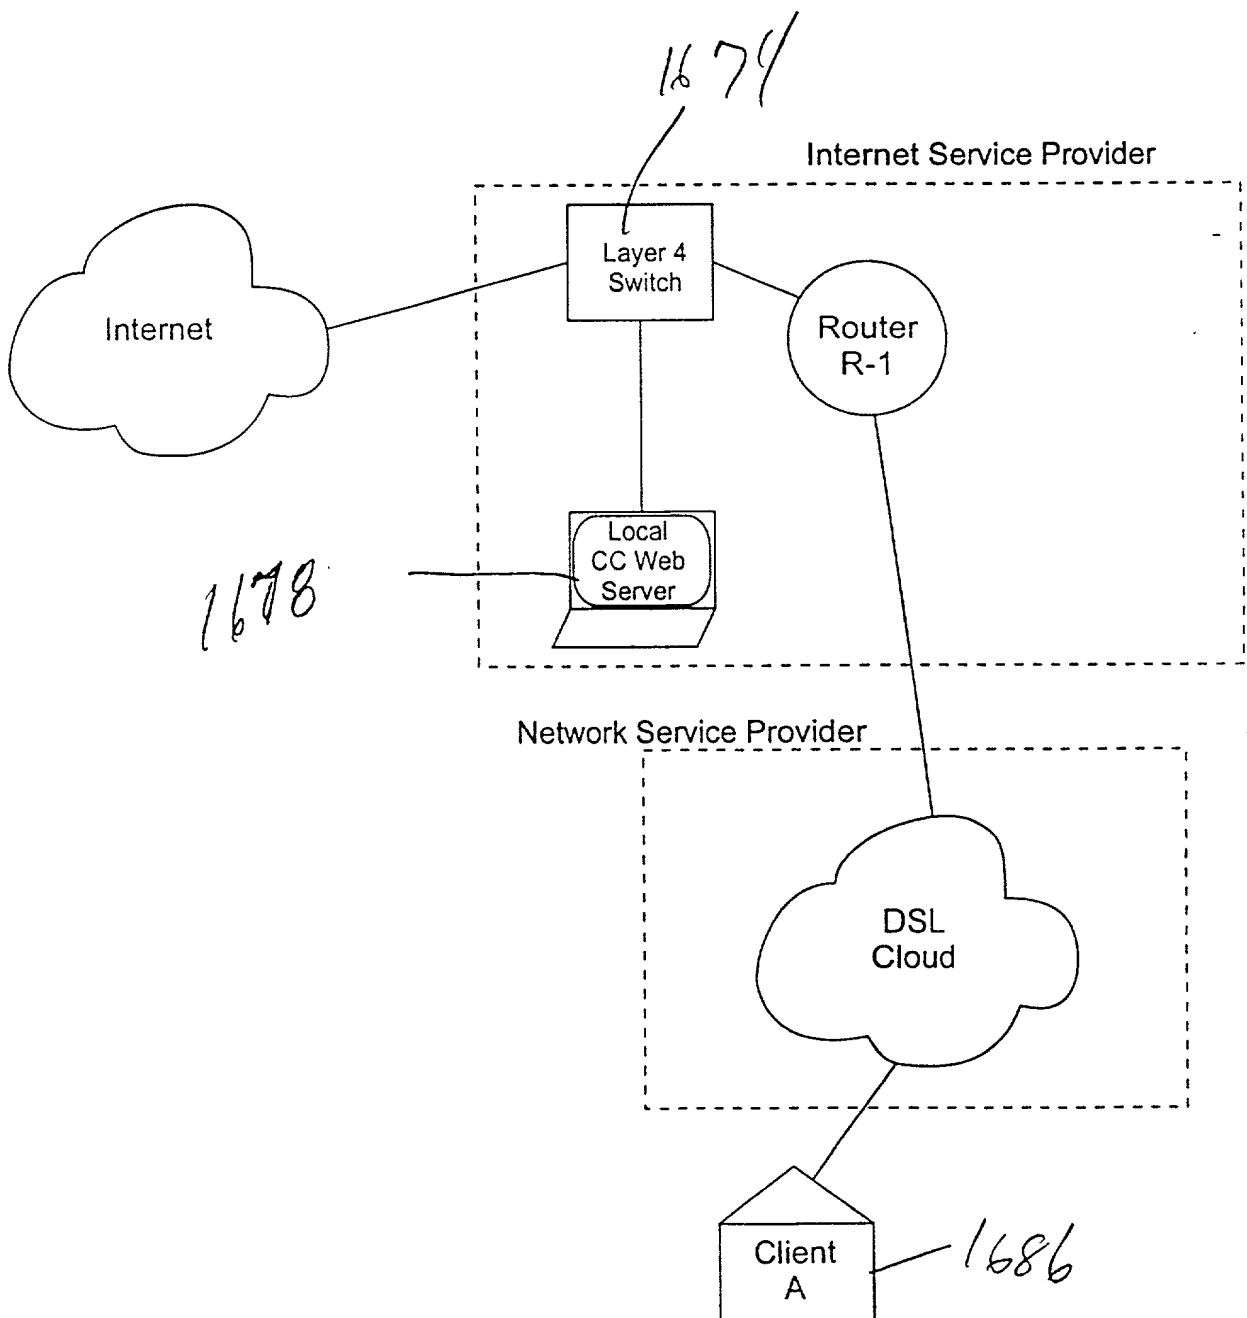 1674
Internet Service Provider
Layer 4
Switch
Internet
Router
R-1
Local
CC Web
Server
1678
Network Service Provider
DSL
Cloud
Client
A
1686